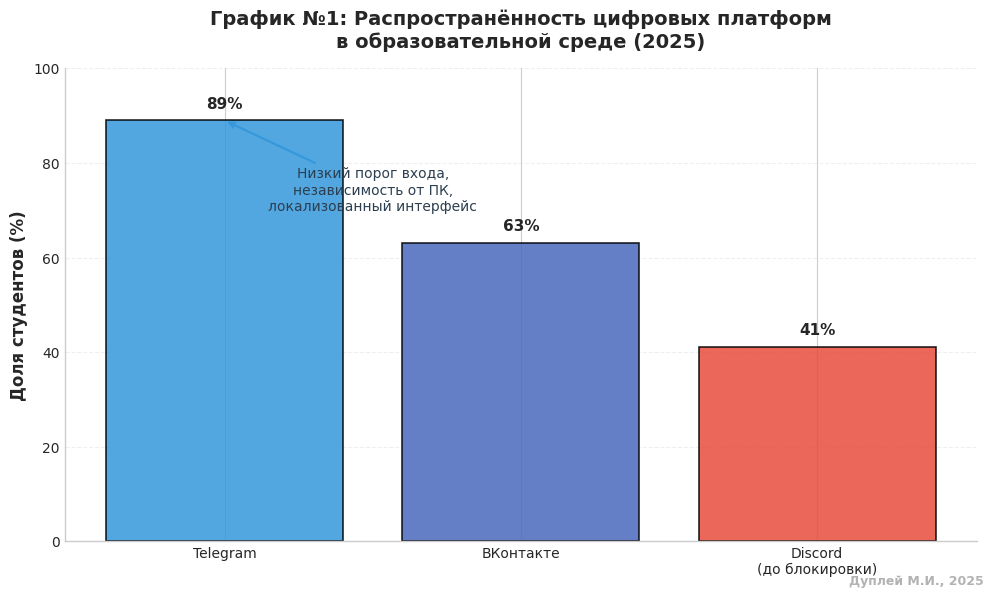 График №1: Распространённость цифровых платформ
в образовательной среде (2025)
Доля студентов (%)
100
80
60
40
20
0
89%
Низкий порог входа,
независимость от ПК,
локализованный интерфейс
63%
41%
Telegram
ВКонтакте
Discord
(до блокировки)
Дуплей М.И., 2025